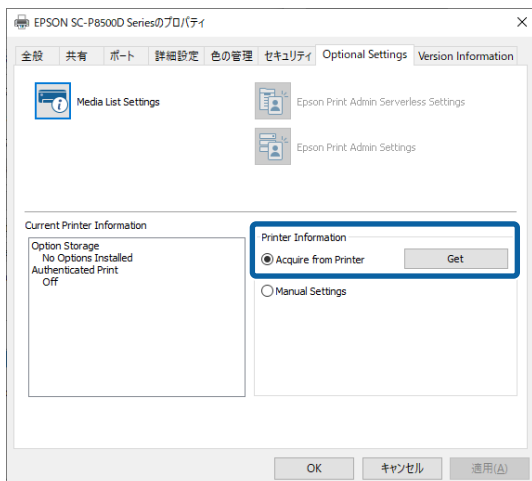 EPSON SC-P8500D Seriesのプロパティ
全般 共有 ポート 詳細設定 色の管理 セキュリティ Optional Settings Version Information
Media List Settings
Epson Print Admin Serverless Settings
Epson Print Admin Settings
Current Printer Information
Option Storage
No Options Installed
Authenticated Print
Off
Printer Information
Acquire from Printer Get
Manual Settings
OK キャンセル 適用(A)